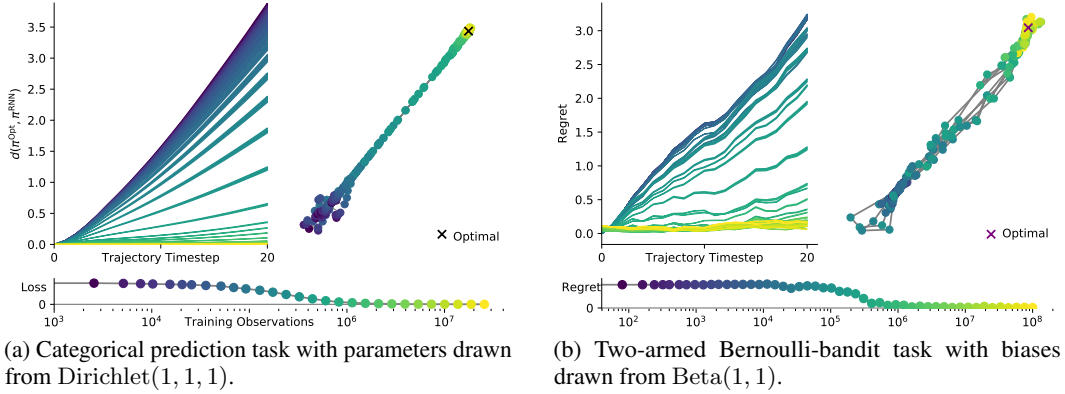 3.5
3.0
2.5
2.0
1.5
1.0
0.5
0.0
d(π^Opt, π^RNN)
0 Trajectory Timestep 20
× Optimal
Loss
0
10^3 10^4 Training Observations 10^6 10^7
(a) Categorical prediction task with parameters drawn
from Dirichlet(1, 1, 1).
3.0
2.5
2.0
1.5
1.0
0.5
0.0
Regret
0 Trajectory Timestep 20
× Optimal
Regret
0
10^2 10^3 10^4 10^5 10^6 10^7 10^8
(b) Two-armed Bernoulli-bandit task with biases
drawn from Beta(1, 1).